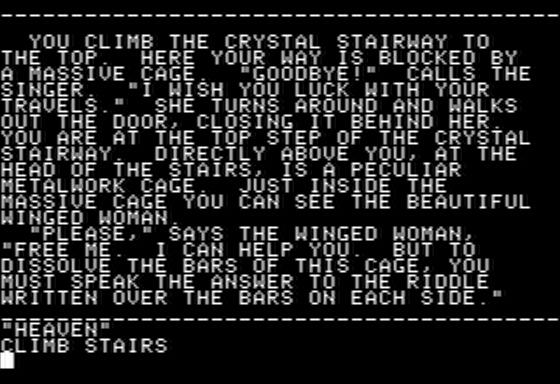 YOU CLIMB THE CRYSTAL STAIRWAY TO
THE TOP. HERE YOUR WAY IS BLOCKED BY
A MASSIVE CAGE. "GOODBYE!" CALLS THE
SINGER. "I WISH YOU LUCK WITH YOUR
TRAVELS." SHE TURNS AROUND AND WALKS
OUT THE DOOR, CLOSING IT BEHIND HER.
YOU ARE AT THE TOP STEP OF THE CRYSTAL
STAIRWAY. DIRECTLY ABOVE YOU, AT THE
HEAD OF THE STAIRS, IS A PECULIAR
METALWORK CAGE. JUST INSIDE THE
MASSIVE CAGE YOU CAN SEE THE BEAUTIFUL
WINGED WOMAN.
"PLEASE," SAYS THE WINGED WOMAN,
"FREE ME. I CAN HELP YOU. BUT TO
DISSOLVE THE BARS OF THIS CAGE, YOU
MUST SPEAK THE ANSWER TO THE RIDDLE
WRITTEN OVER THE BARS ON EACH SIDE."
"HEAVEN"
CLIMB STAIRS